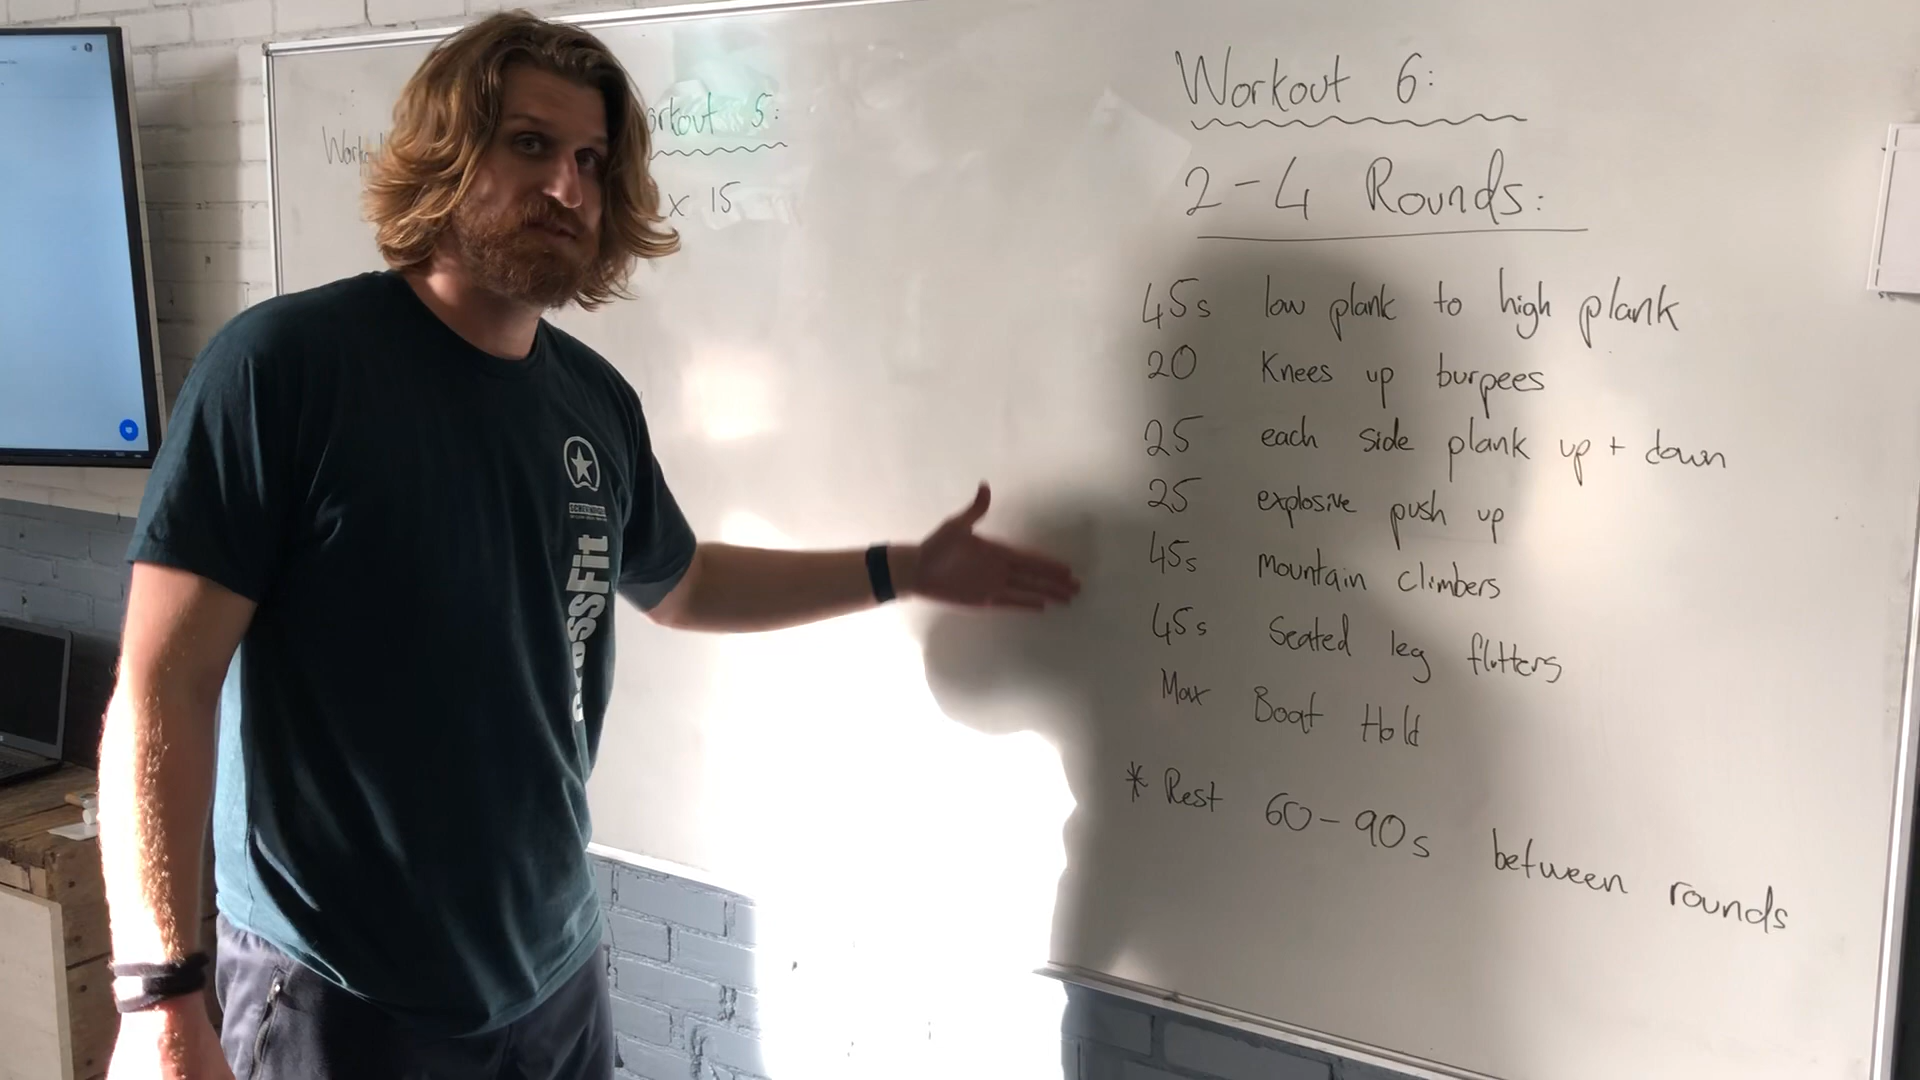 Workout 5:
x 15
Workout 6:
2-4 Rounds:
45s low plank to high plank
20 Knees up burpees
25 each side plank up + down
25 explosive push up
45s mountain climbers
45s Seated leg flutters
Max Boat Hold
* Rest 60-90s between rounds
CrossFit